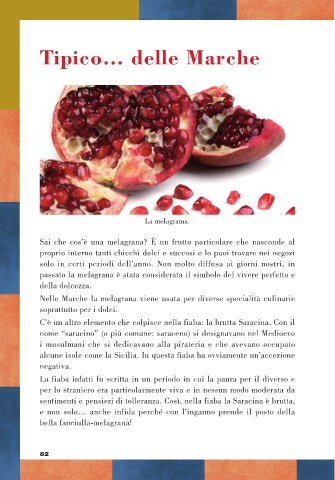 Tipico... delle Marche
La melagrama.
Sai che cos'è una melagrana? È un frutto particolare che nasconde al
proprio interno tanti chicchi dolci e succosi e lo puoi trovare nei negozi
solo in certi periodi dell'anno. Non molto diffusa ai giorni nostri, in
passato la melagrana è stata considerata il simbolo del vivere perfetto e
della dolcezza.
Nelle Marche la melagrana viene usata per diverse specialità culinarie
soprattutto per i dolci.
C'è un altro elemento che colpisce nella fiaba: la brutta Saracina. Con il
nome "saracino" (o più comune: saraceno) si designavano nel Medioevo
i musulmani che si dedicavano alla pirateria e che avevano occupato
alcune isole come la Sicilia. In questa fiaba ha ovviamente un'accezione
negativa.
La fiaba infatti fu scritta in un periodo in cui la paura per il diverso e
per lo straniero era particolarmente viva e in nessun modo moderata da
sentimenti e pensieri di tolleranza. Così, nella fiaba la Saracina è brutta,
e non solo... anche infida perché con l'inganno prende il posto della
bella fanciulla-melagrana!
82